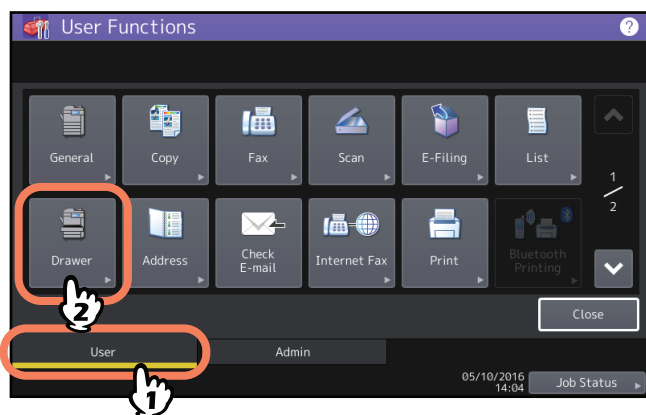 User Functions
?
General
Copy
Fax
Scan
E-Filing
List
1
2
Drawer
Address
Check
E-mail
Internet Fax
Print
Bluetooth
Printing
2
Close
User
Admin
1
05/10/2016
14:04
Job Status